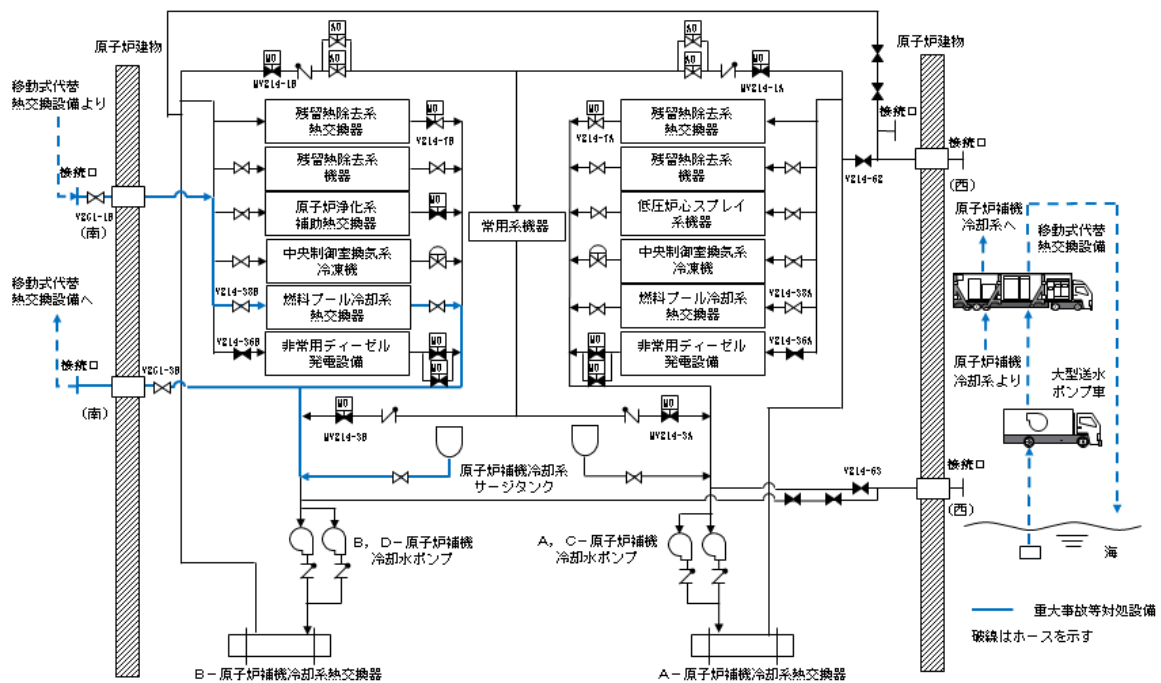 原子炉建物
移動式代替
熱交換設備より
接続口
V2G1-1B
(南)
移動式代替
熱交換設備へ
接続口
V2G1-3B
(南)
AO
AO
MO
MV214-1B
残留熱除去系
熱交換器
MO
V214-7B
残留熱除去系
機器
原子炉浄化系
補助熱交換器
MO
中央制御室換気系
冷凍機
V214-38B
燃料プール冷却系
熱交換器
V214-36B
非常用ディーゼル
発電設備
MO
MO
常用系機器
AO
AO
MO
MV214-1A
残留熱除去系
熱交換器
MO
V214-7A
残留熱除去系
機器
低圧炉心スプレイ
系機器
中央制御室換気系
冷凍機
V214-38A
燃料プール冷却系
熱交換器
V214-36A
非常用ディーゼル
発電設備
MO
MO
MO
MV214-3B
MO
MV214-3A
原子炉補機冷却系
サージタンク
B,D-原子炉補機
冷却水ポンプ
A,C-原子炉補機
冷却水ポンプ
B-原子炉補機冷却系熱交換器
A-原子炉補機冷却系熱交換器
原子炉建物
接続口
V214-62
接続口
(西)
V214-63
接続口
(西)
原子炉補機
冷却系へ
移動式代替
熱交換設備
原子炉補機
冷却系より
大型送水
ポンプ車
海
重大事故等対処設備
破線はホースを示す